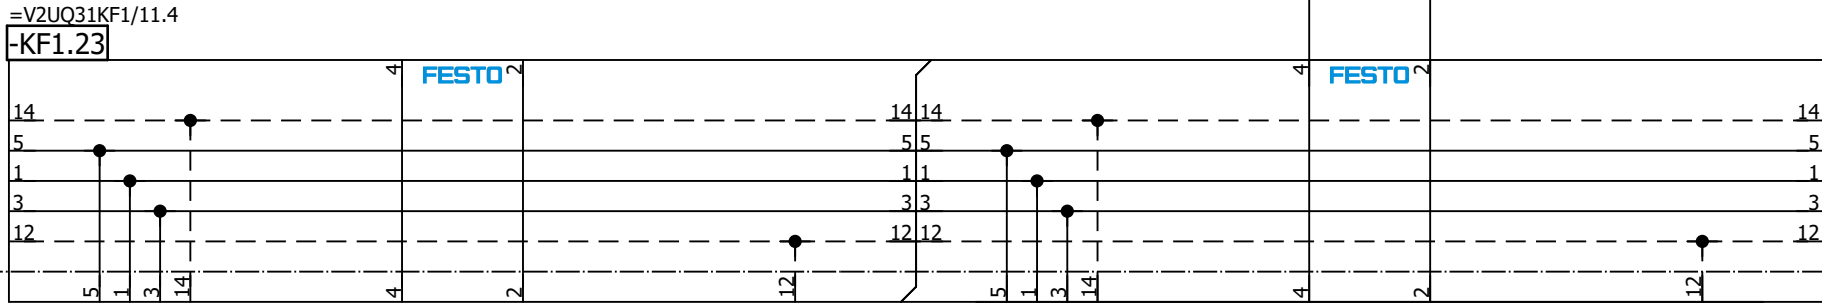 =V2UQ31KF1/11.4
-KF1.23
4 FESTO 2 4 FESTO 2
14 14 14 14
5 5 5 5
1 1 1 1
3 3 3 3
12 12 12 12
5 1 3 14 4 2 12 5 1 3 14 4 2 12